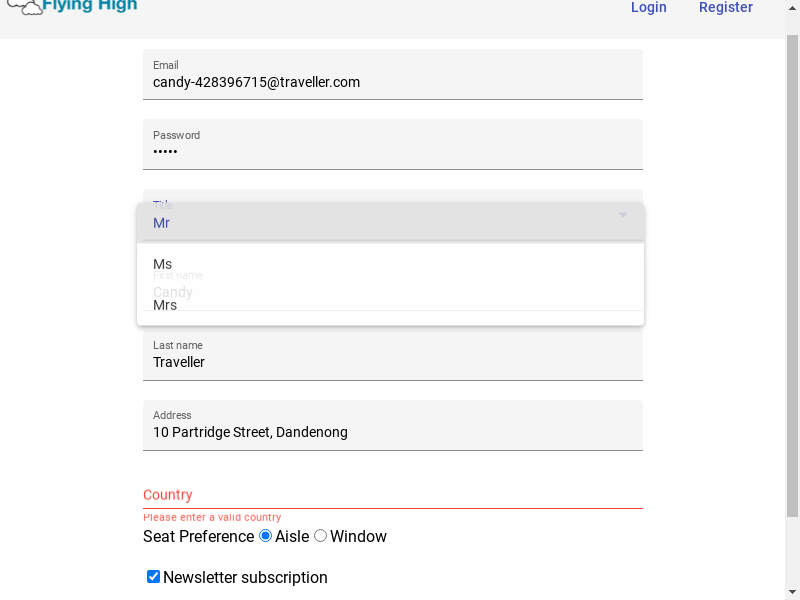 Flying High
Login Register
Email
candy-428396715@traveller.com
Password
•••••
Title
Mr
Ms
First name
Candy
Mrs
Last name
Traveller
Address
10 Partridge Street, Dandenong
Country
Please enter a valid country
Seat Preference Aisle Window
Newsletter subscription